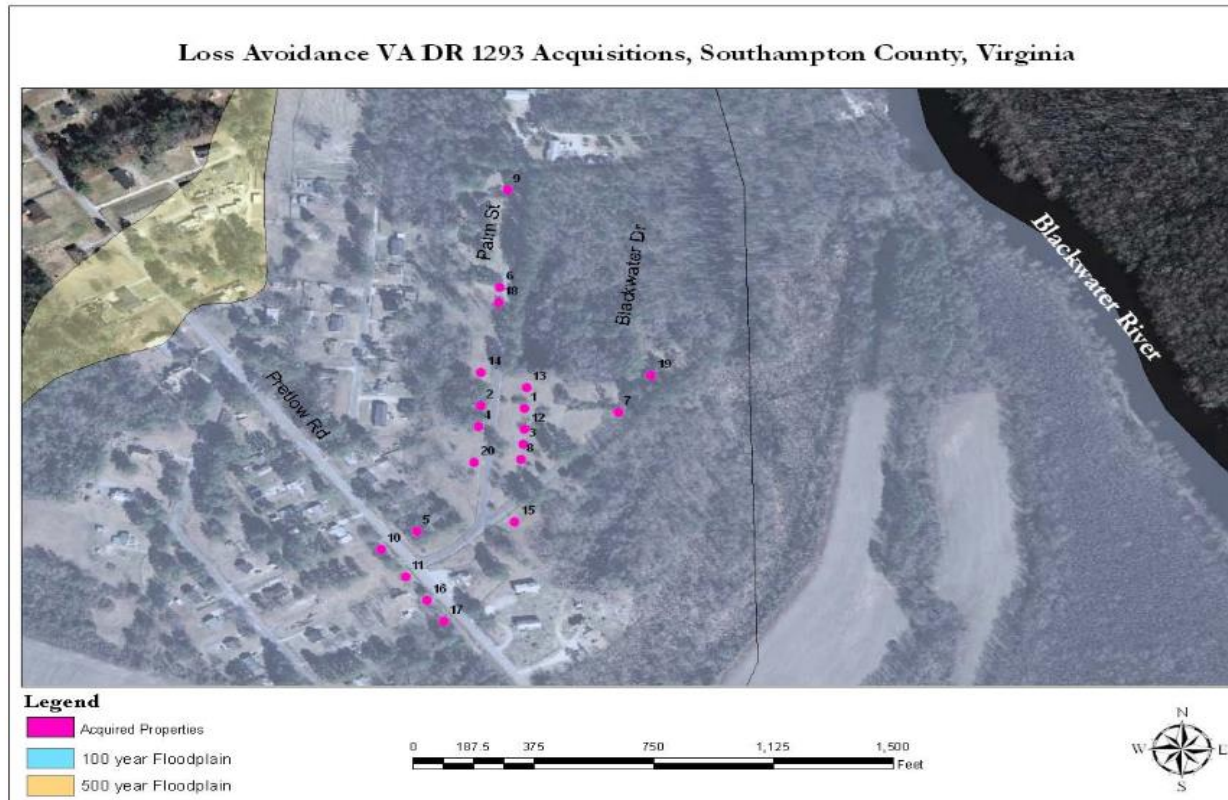 Loss Avoidance VA DR 1293 Acquisitions, Southampton County, Virginia
9
Palm St
Blackwater Dr
Blackwater River
6
18
14
19
13
2
1
7
4
12
3
8
20
Pretlow Rd
15
5
10
11
16
17
Legend
Acquired Properties
100 year Floodplain
500 year Floodplain
0 187.5 375 750 1,125 1,500
Feet
N
W E
S